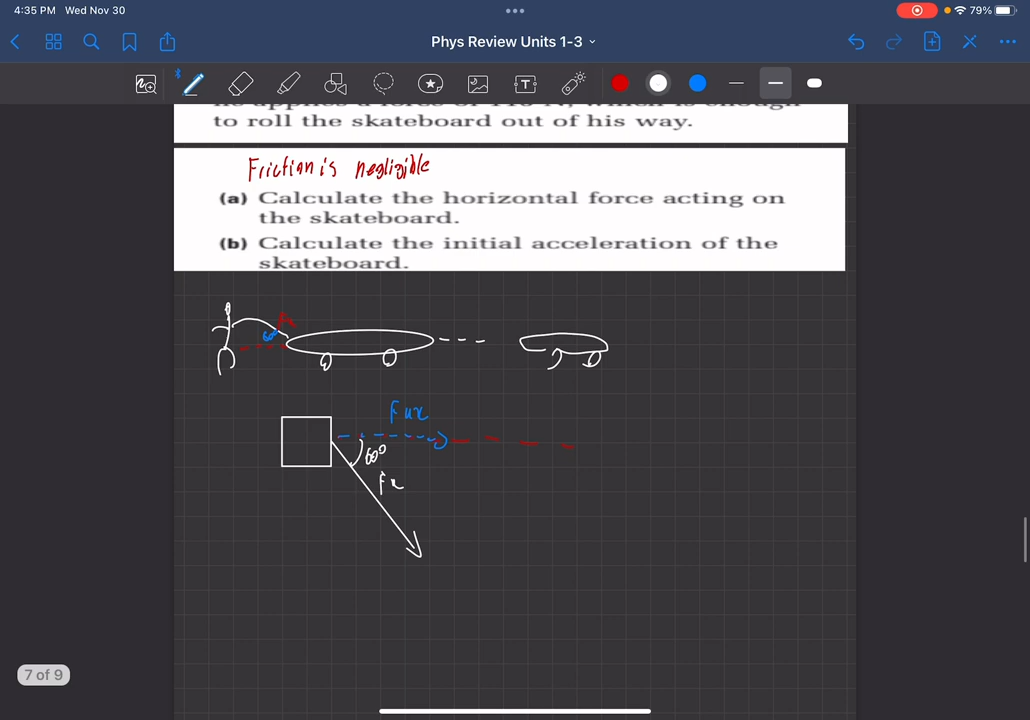 4:35 PM Wed Nov 30
79%
Phys Review Units 1-3
to roll the skateboard out of his way.
Friction is negligible
(a) Calculate the horizontal force acting on
the skateboard.
(b) Calculate the initial acceleration of the
skateboard.
60°
60°
7 of 9